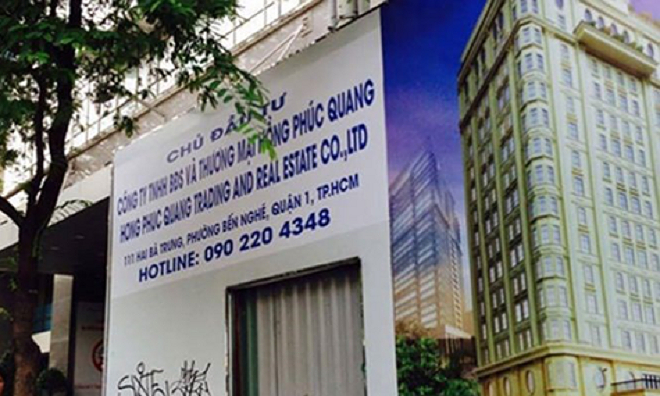 CHỦ ĐẦU TƯ
CÔNG TY TNHH BĐS VÀ THƯƠNG MẠI HỒNG PHÚC QUANG
HONG PHUC QUANG TRADING AND REAL ESTATE CO.,LTD
111 HAI BÀ TRƯNG, PHƯỜNG BẾN NGHÉ, QUẬN 1, TP.HCM
HOTLINE: 090 220 4348